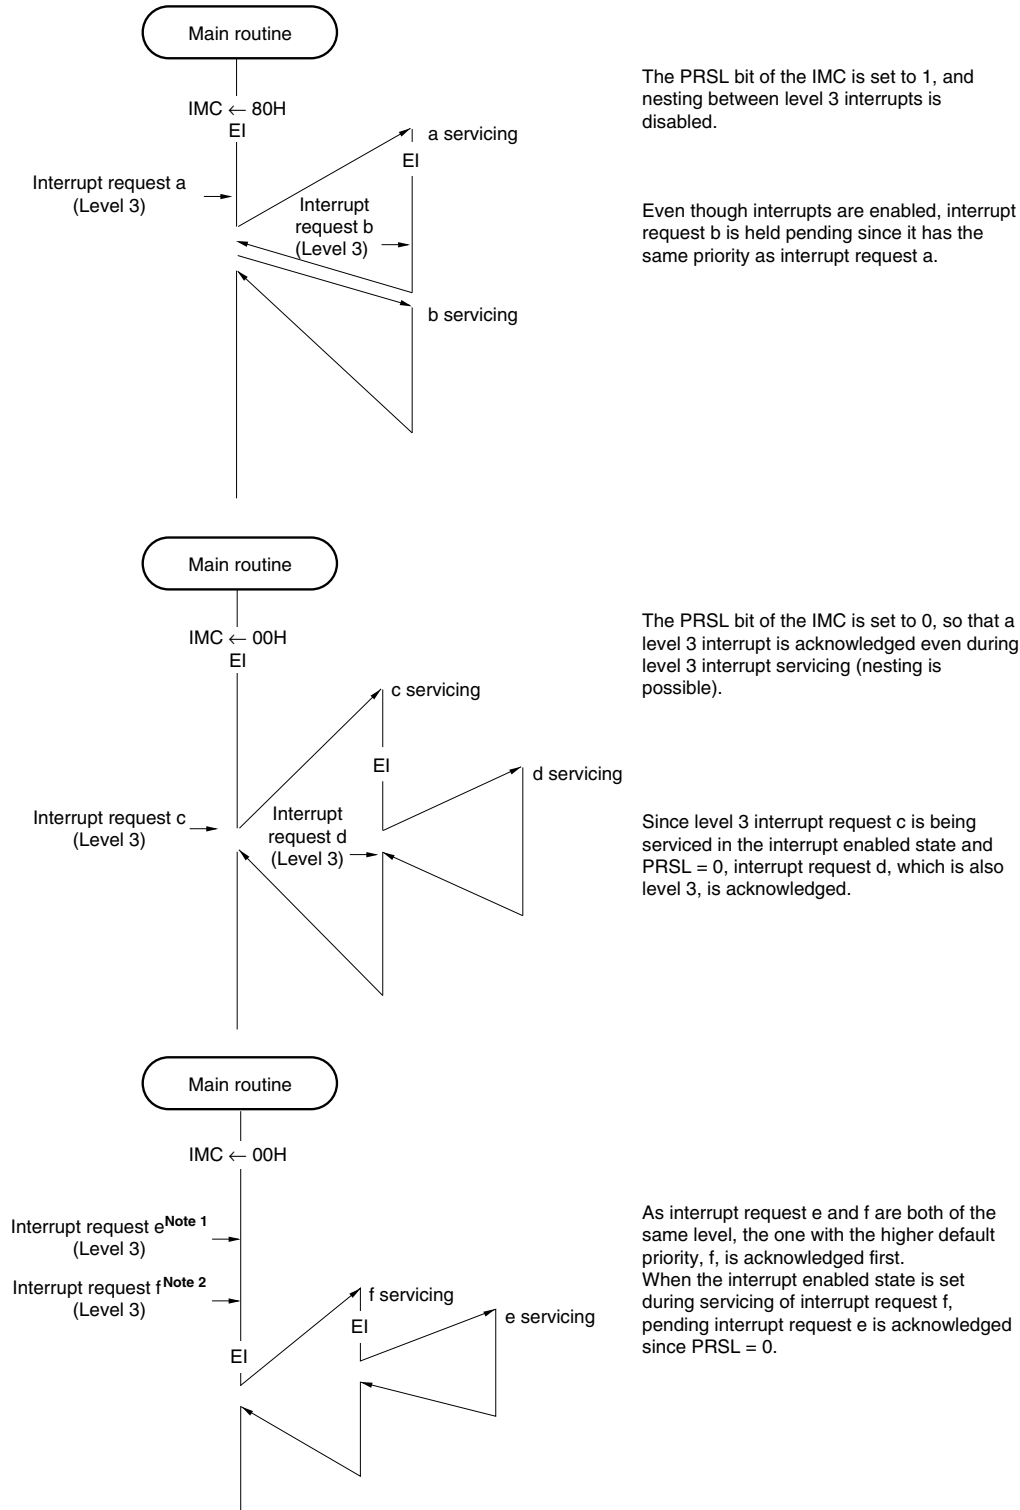 Main routine
IMC ← 80H
EI
Interrupt request a
(Level 3)
a servicing
EI
Interrupt
request b
(Level 3)
b servicing
The PRSL bit of the IMC is set to 1, and
nesting between level 3 interrupts is
disabled.
Even though interrupts are enabled, interrupt
request b is held pending since it has the
same priority as interrupt request a.
Main routine
IMC ← 00H
EI
Interrupt request c
(Level 3)
c servicing
EI
Interrupt
request d
(Level 3)
d servicing
The PRSL bit of the IMC is set to 0, so that a
level 3 interrupt is acknowledged even during
level 3 interrupt servicing (nesting is
possible).
Since level 3 interrupt request c is being
serviced in the interrupt enabled state and
PRSL = 0, interrupt request d, which is also
level 3, is acknowledged.
Main routine
IMC ← 00H
Interrupt request e Note 1
(Level 3)
Interrupt request f Note 2
(Level 3)
EI
f servicing
EI
e servicing
As interrupt request e and f are both of the
same level, the one with the higher default
priority, f, is acknowledged first.
When the interrupt enabled state is set
during servicing of interrupt request f,
pending interrupt request e is acknowledged
since PRSL = 0.